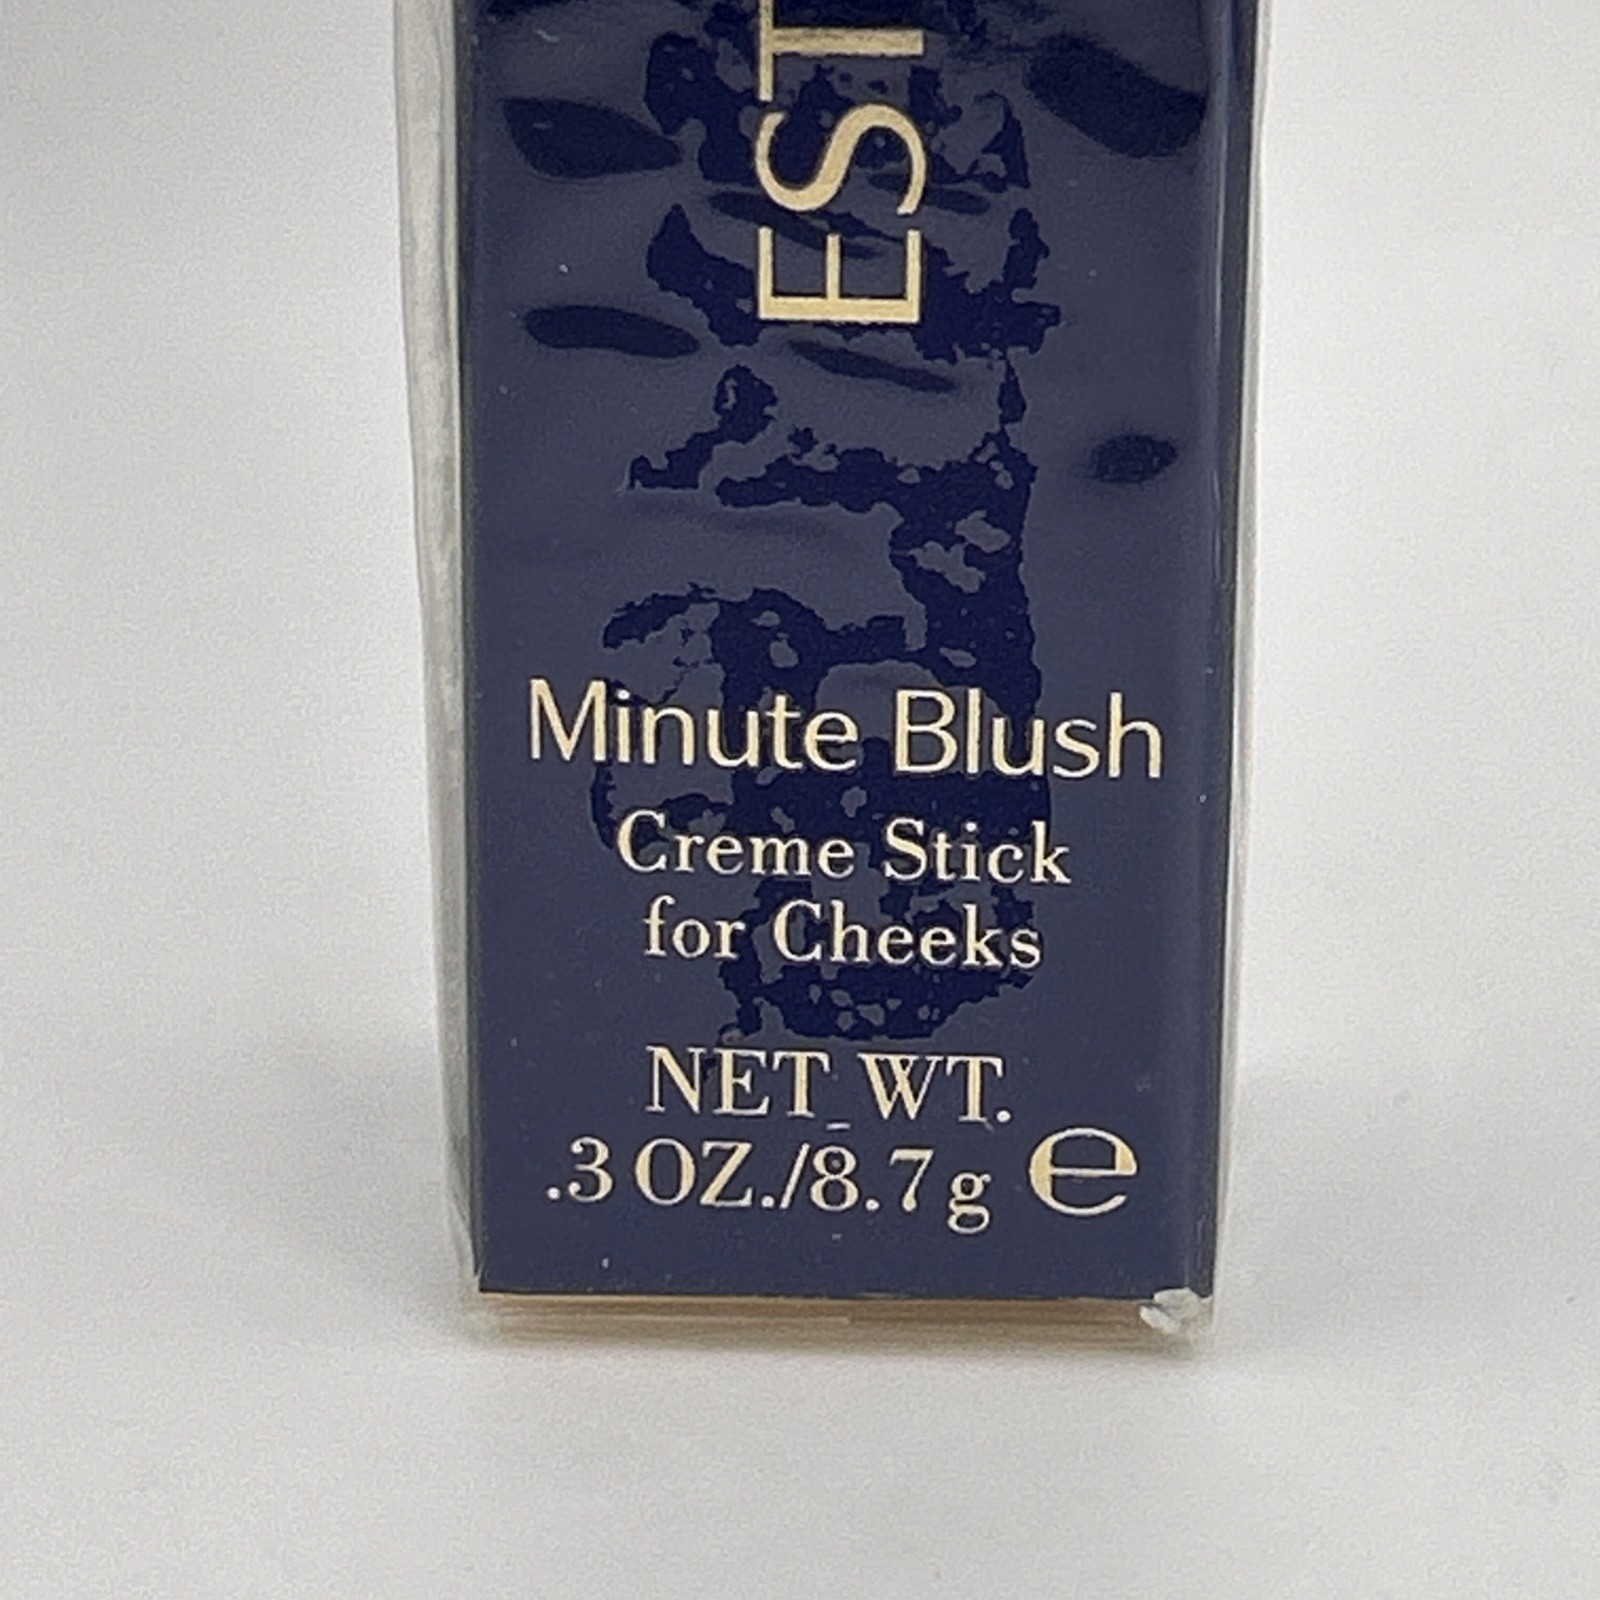 EST
Minute Blush
Creme Stick
for Cheeks
NET WT.
.3 OZ./8.7 g e